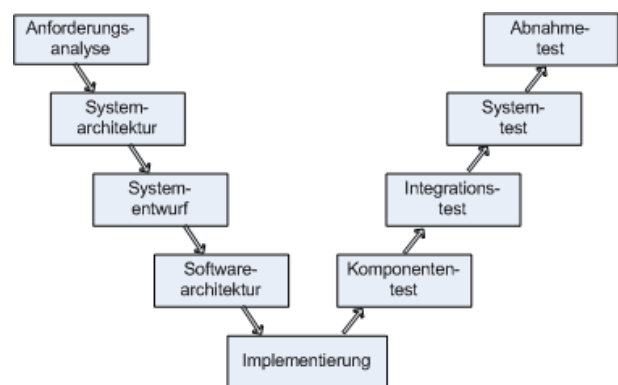 Anforderungs-
analyse
System-
architektur
System-
entwurf
Software-
architektur
Implementierung
Komponenten-
test
Integrations-
test
System-
test
Abnahme-
test